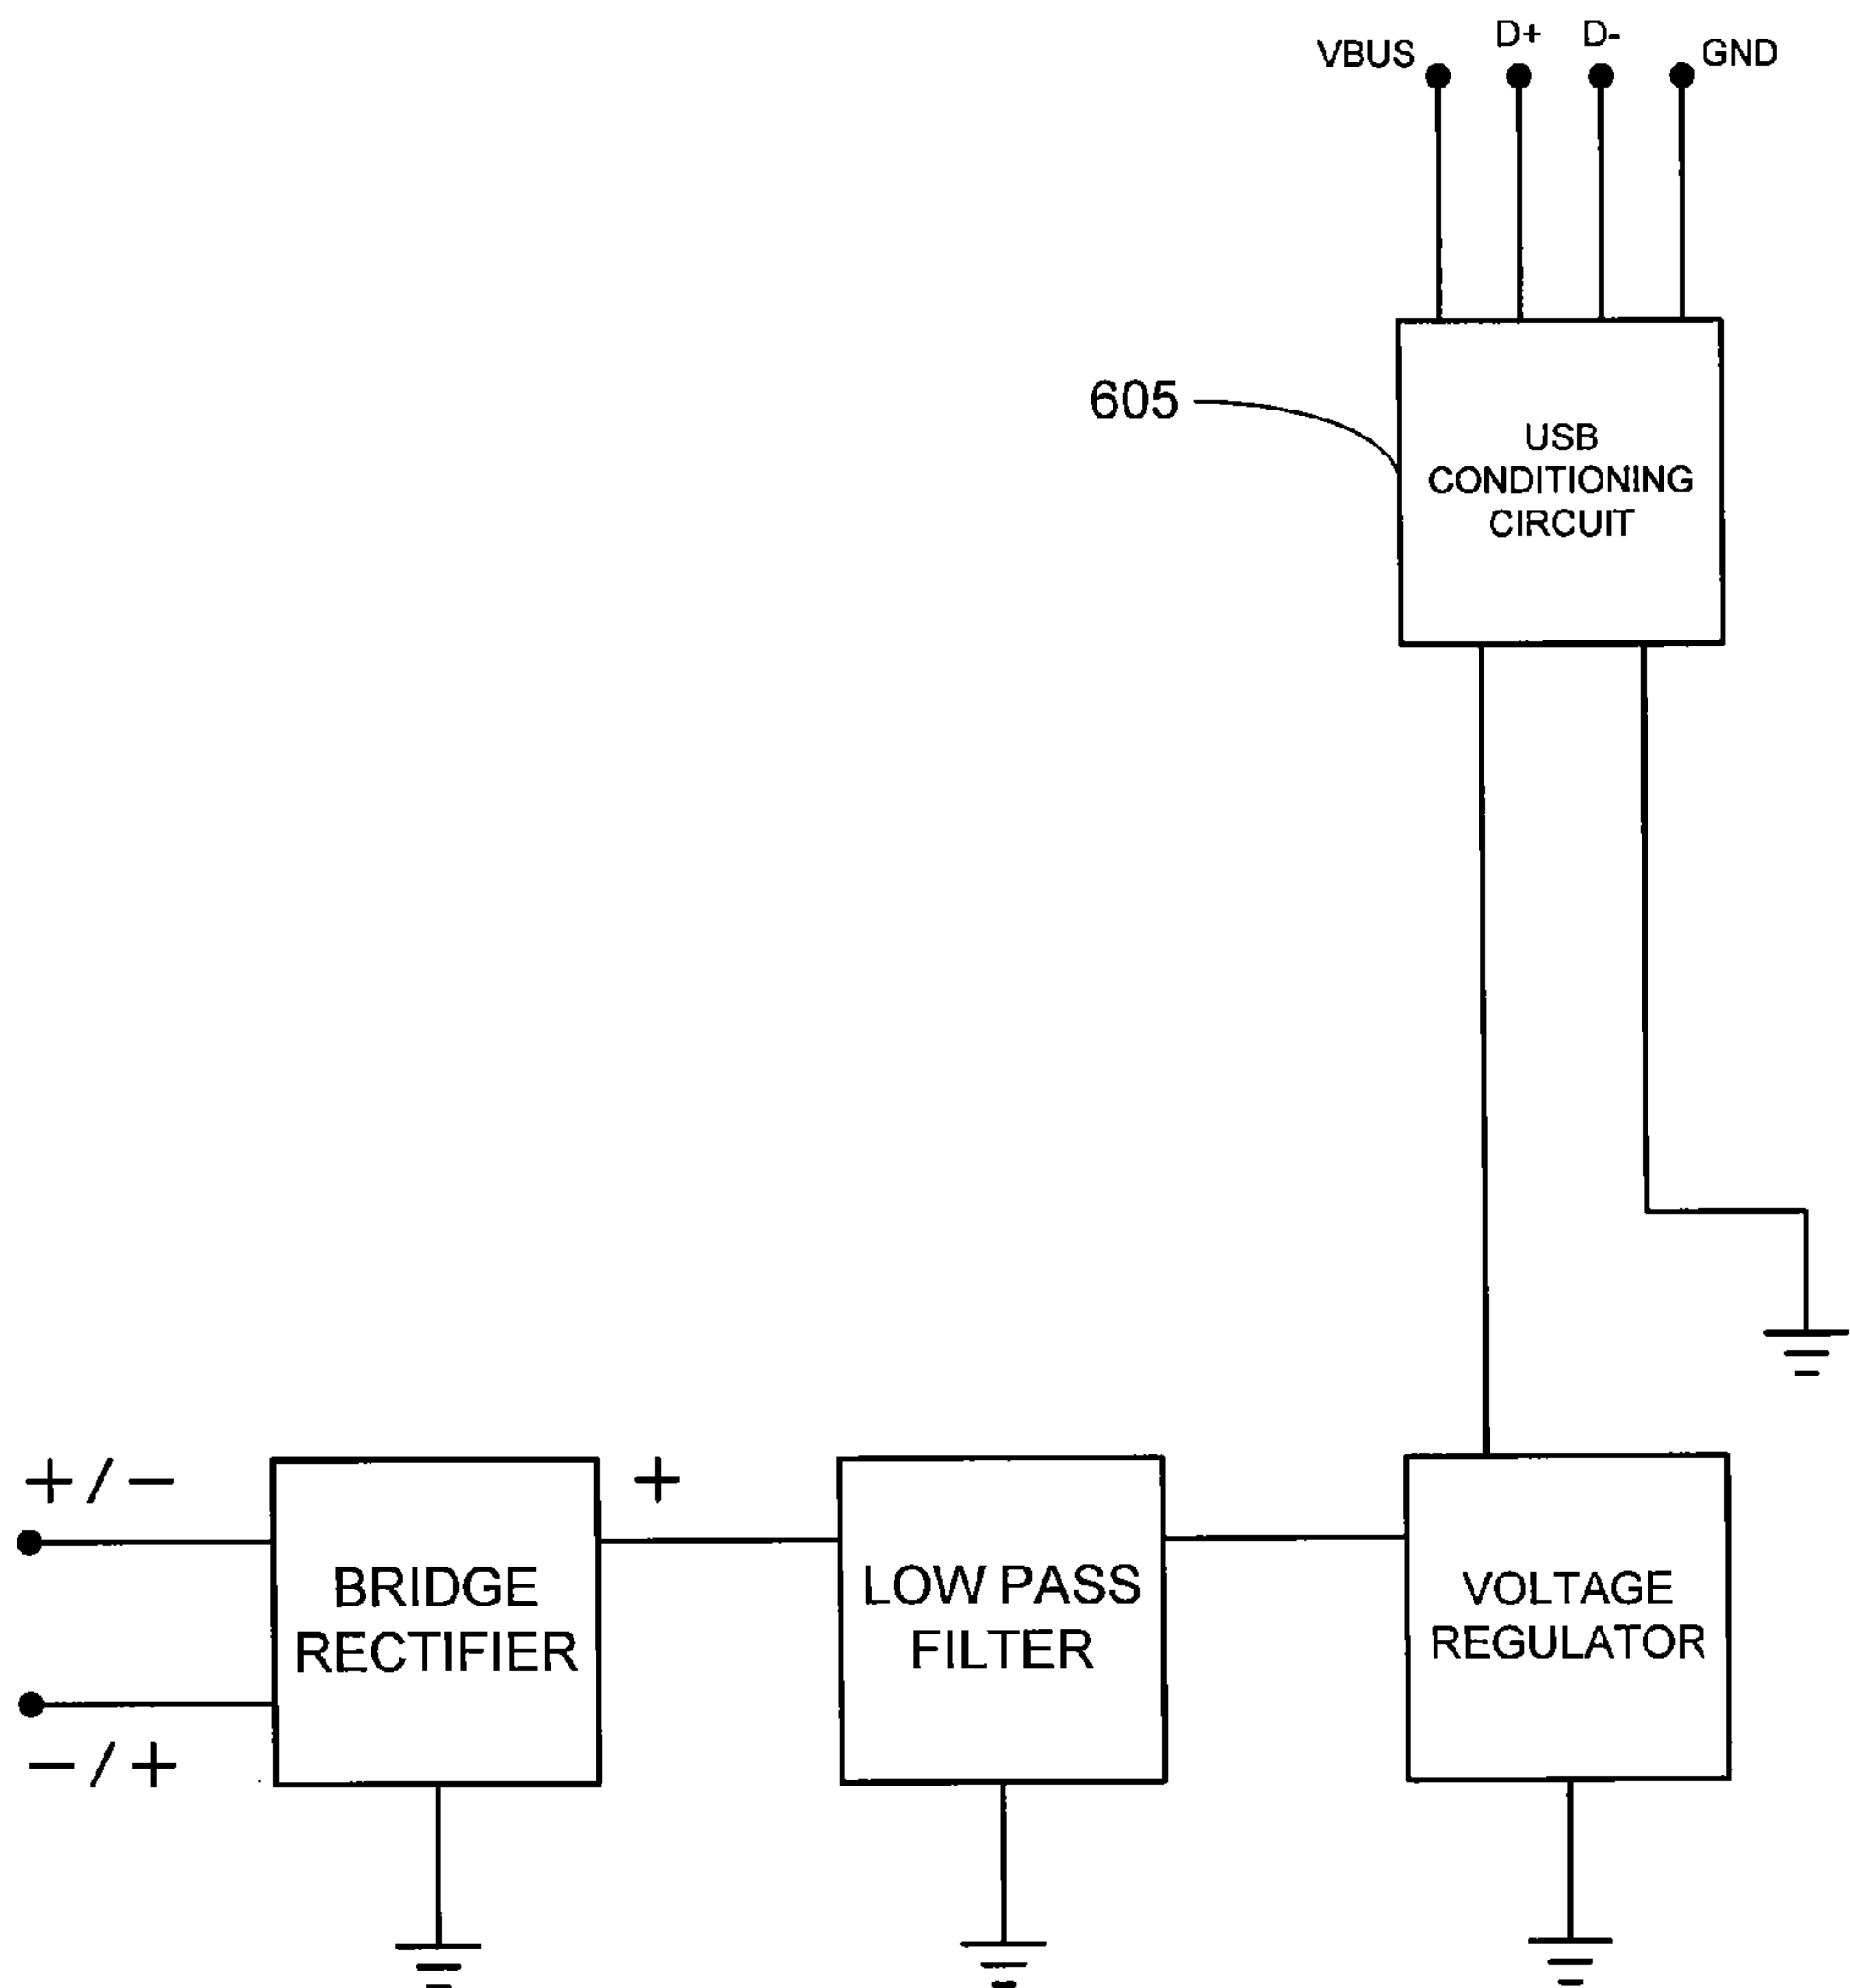 VBUS
D+
D-
GND
605
USB
CONDITIONING
CIRCUIT
+/−
+
−/+
BRIDGE
RECTIFIER
LOW PASS
FILTER
VOLTAGE
REGULATOR